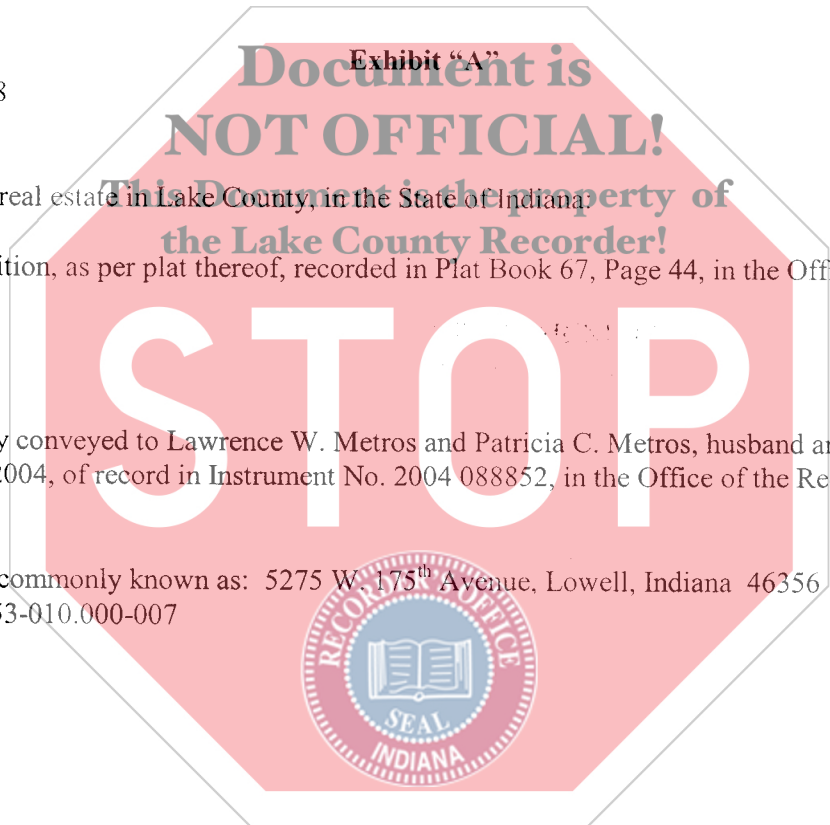 Exhibit “A”
Document is
8
NOT OFFICIAL!
real estate in Lake County, in the State of Indiana:
This Document is the property of
the Lake County Recorder!
ition, as per plat thereof, recorded in Plat Book 67, Page 44, in the Off
STOP
y conveyed to Lawrence W. Metros and Patricia C. Metros, husband an
2004, of record in Instrument No. 2004 088852, in the Office of the Re
commonly known as: 5275 W. 175th Avenue, Lowell, Indiana 46356
53-010.000-007
RECORDER'S OFFICE
SEAL
INDIANA